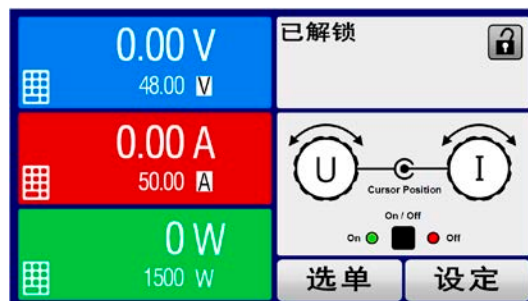 0.00 V
48.00 V
0.00 A
50.00 A
0 W
1500 W
已解锁
U
I
Cursor Position
On / Off
On
Off
选单
设定